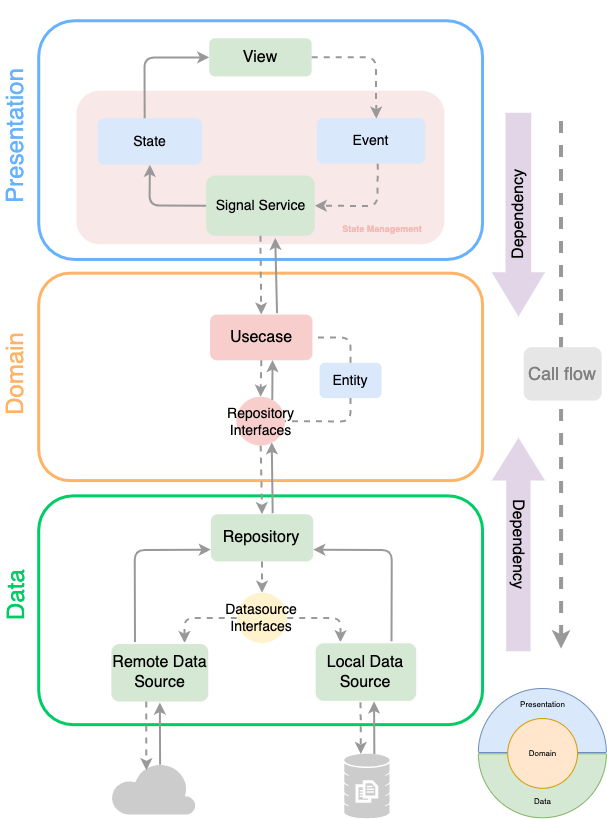 Presentation
View
State
Event
Signal Service
State Management
Dependency
Domain
Usecase
Entity
Call flow
Repository
Interfaces
Data
Repository
Dependency
Datasource
Interfaces
Remote Data
Source
Local Data
Source
Presentation
Domain
Data